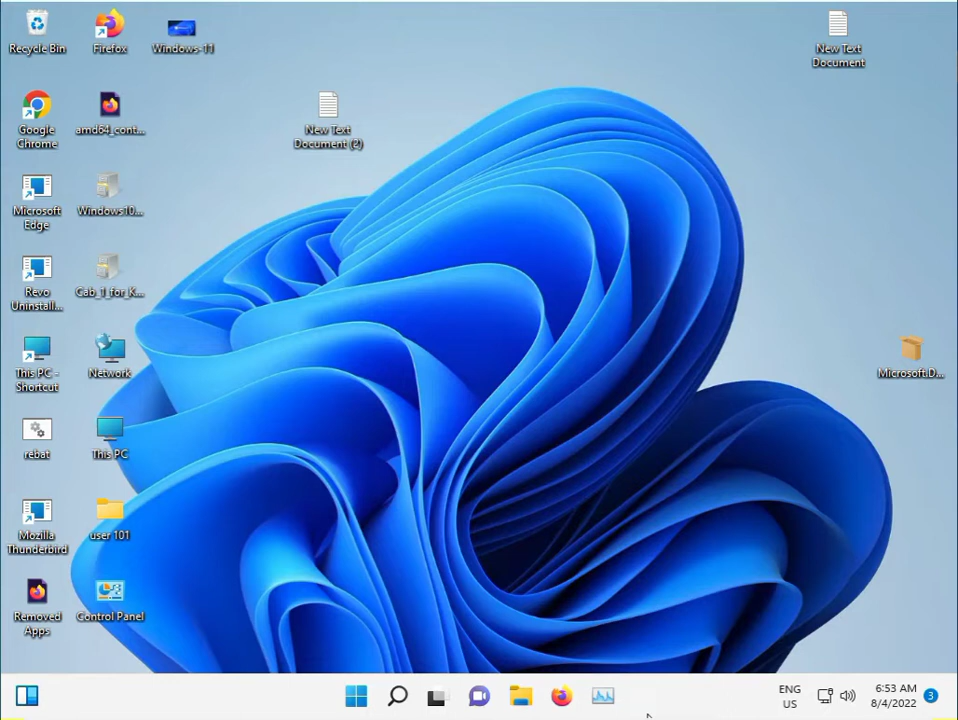 Recycle Bin
Firefox
Windows-11
New Text
Document
Google
Chrome
amd64_cont...
New Text
Document (2)
Microsoft
Edge
Windows10...
Revo
Uninstall...
Cab_1_for_K...
This PC -
Shortcut
Network
Microsoft.D...
rebat
This PC
Mozilla
Thunderbird
user 101
Removed
Apps
Control Panel
ENG
US
6:53 AM
8/4/2022
3